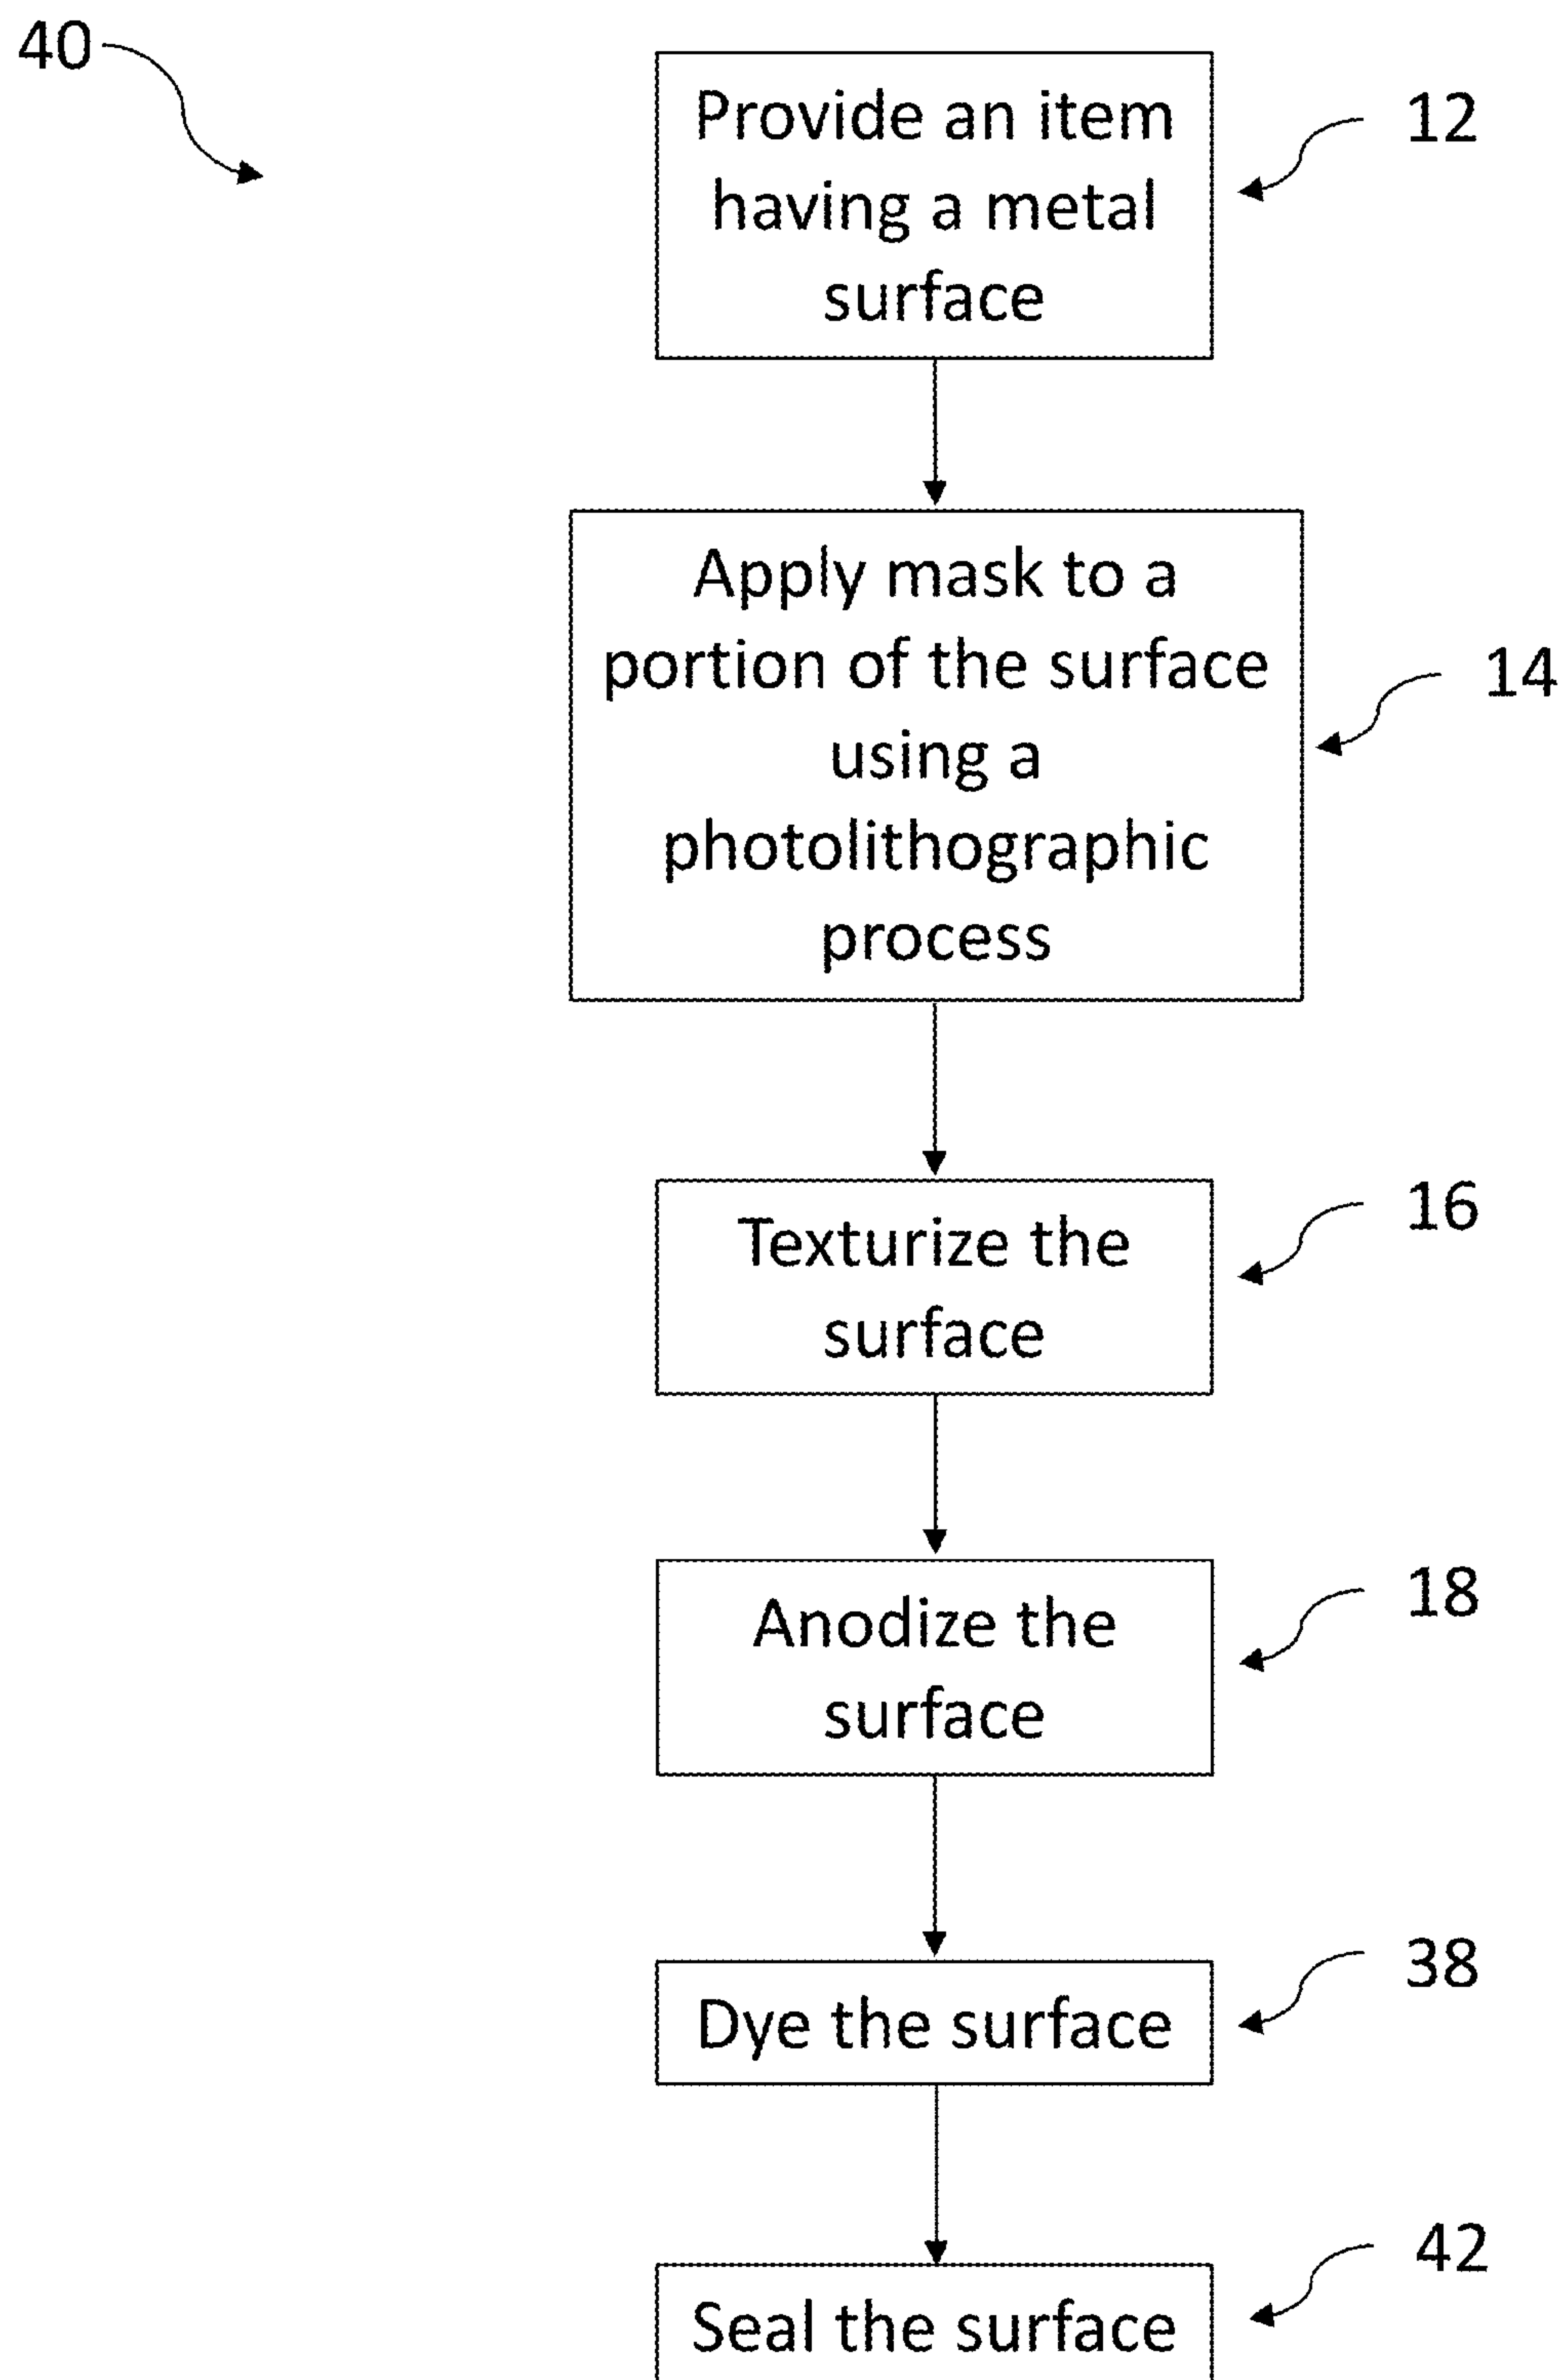 40
Provide an item
having a metal
surface
12
Apply mask to a
portion of the surface
using a
photolithographic
process
14
Texturize the
surface
16
Anodize the
surface
18
Dye the surface
38
Seal the surface
42